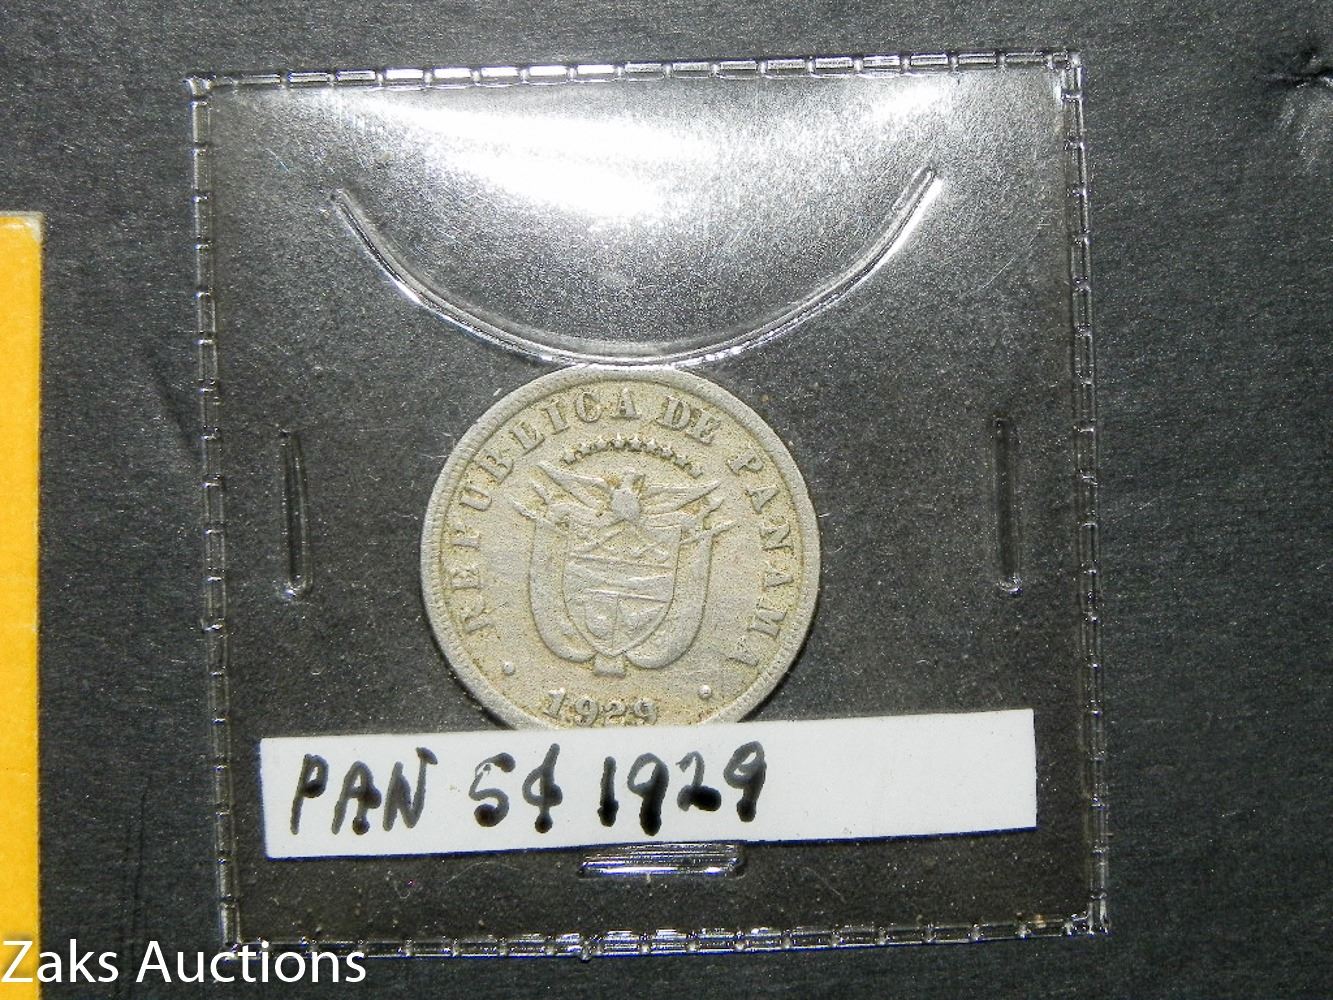 REPUBLICA DE PANAMA
1929
PAN 5¢ 1929
Zaks Auctions